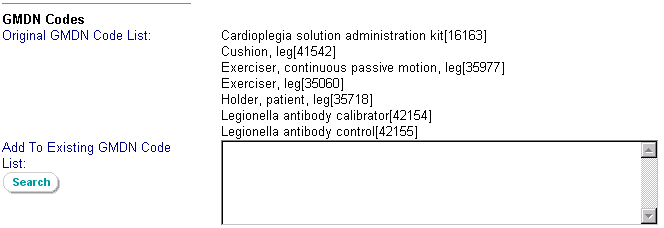 GMDN Codes
Original GMDN Code List:
Cardioplegia solution administration kit[16163]
Cushion, leg[41542]
Exerciser, continuous passive motion, leg[35977]
Exerciser, leg[35060]
Holder, patient, leg[35718]
Legionella antibody calibrator[42154]
Legionella antibody control[42155]
Add To Existing GMDN Code
List:
Search